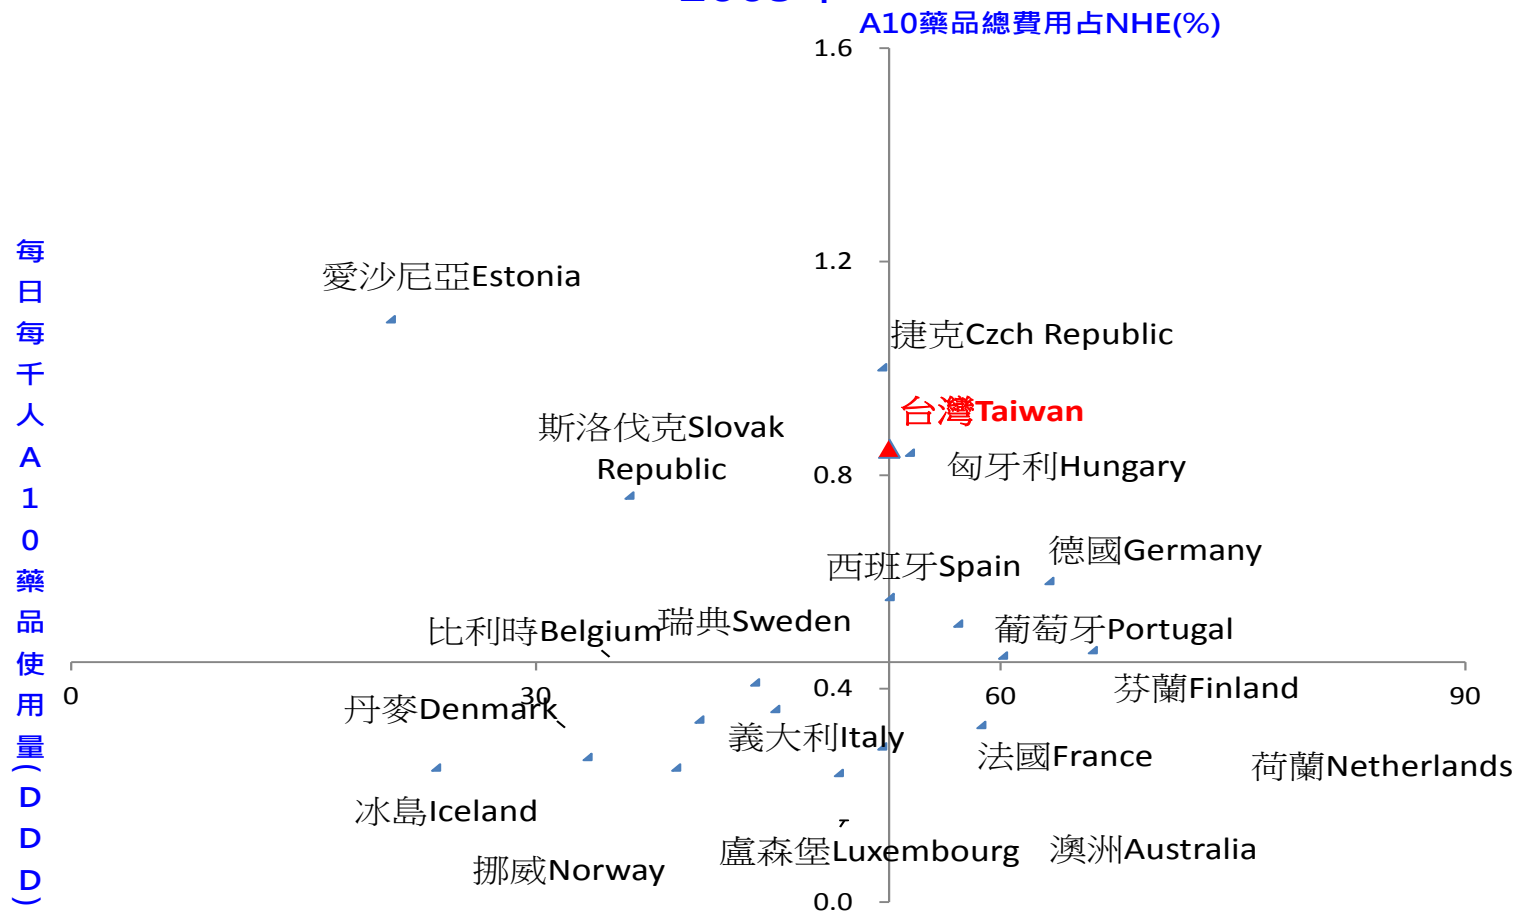 A10藥品總費用占NHE(%)
1.6
每日每千人A10藥品使用量(DDD)
1.2
愛沙尼亞Estonia
捷克Czch Republic
台灣Taiwan
斯洛伐克Slovak
Republic
匈牙利Hungary
0.8
德國Germany
西班牙Spain
瑞典Sweden
比利時Belgium
葡萄牙Portugal
0
30
60
90
0.4
芬蘭Finland
丹麥Denmark
義大利Italy
法國France
荷蘭Netherlands
冰島Iceland
盧森堡Luxembourg
澳洲Australia
挪威Norway
0.0